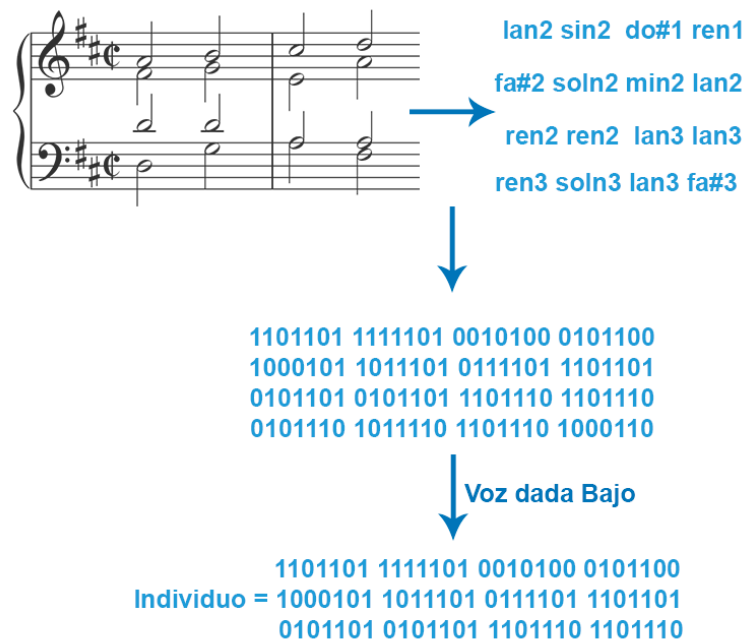 lan2 sin2 do#1 ren1
fa#2 soln2 min2 lan2
ren2 ren2 lan3 lan3
ren3 soln3 lan3 fa#3
1101101 1111101 0010100 0101100
1000101 1011101 0111101 1101101
0101101 0101101 1101110 1101110
0101110 1011110 1101110 1000110
Voz dada Bajo
1101101 1111101 0010100 0101100
Individuo = 1000101 1011101 0111101 1101101
0101101 0101101 1101110 1101110